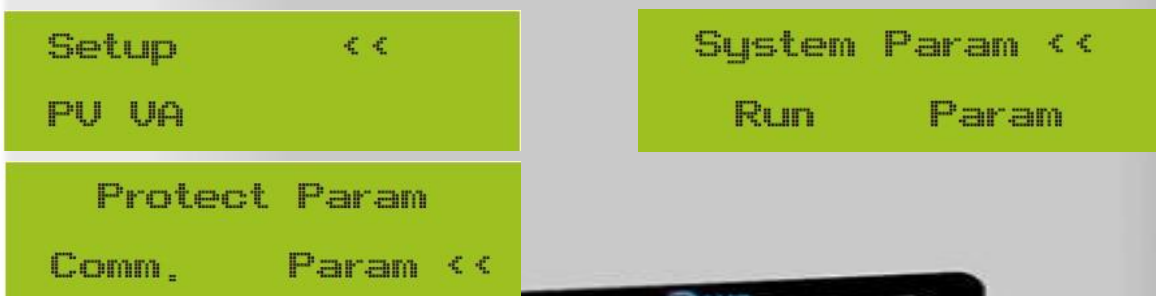 Setup <<
PV VA
System Param <<
Run Param
Protect Param
Comm. Param <<